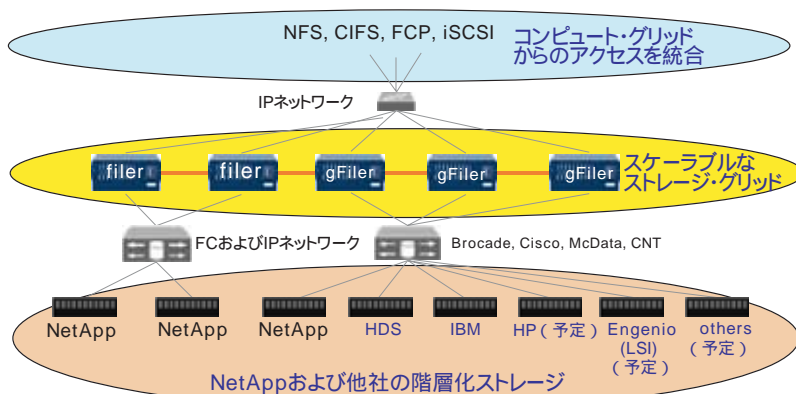 NFS, CIFS, FCP, iSCSI
コンピュート・グリッド
からのアクセスを統合
IPネットワーク
filer
filer
gFiler
gFiler
gFiler
スケーラブルな
ストレージ・グリッド
FCおよびIPネットワーク
Brocade, Cisco, McData, CNT
NetApp
NetApp
NetApp
HDS
IBM
HP（予定）
Engenio
(LSI)
（予定）
others
（予定）
NetAppおよび他社の階層化ストレージ